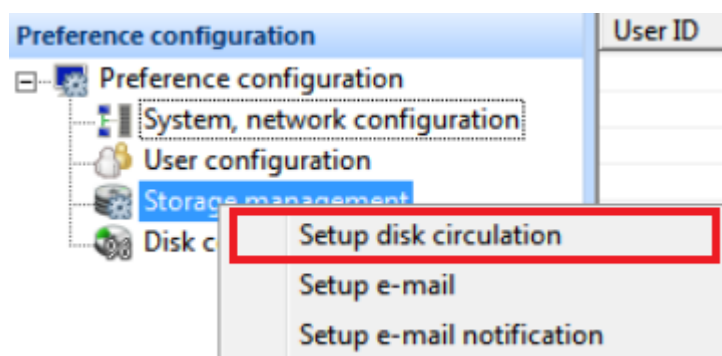 Preference configuration
User ID
Preference configuration
System, network configuration
User configuration
Storage management
Disk c
Setup disk circulation
Setup e-mail
Setup e-mail notification